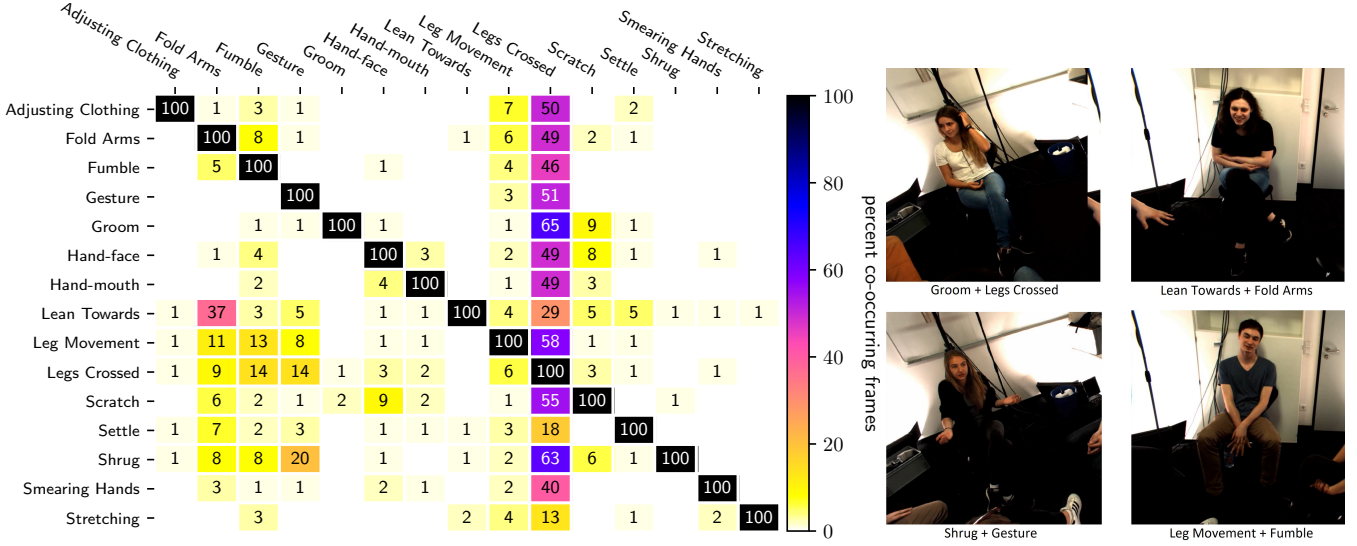 Adjusting Clothing
Fold Arms
Fumble
Gesture
Groom
Hand-face
Hand-mouth
Lean Towards
Leg Movement
Legs Crossed
Scratch
Settle
Shrug
Smearing Hands
Stretching
Adjusting Clothing 100 1 3 1 7 50 2
Fold Arms 100 8 1 1 6 49 2 1
Fumble 5 100 1 4 46
Gesture 100 3 51
Groom 1 1 100 1 1 65 9 1
Hand-face 1 4 100 3 2 49 8 1 1
Hand-mouth 2 4 100 1 49 3
Lean Towards 1 37 3 5 1 1 100 4 29 5 5 1 1 1
Leg Movement 1 11 13 8 1 1 100 58 1 1
Legs Crossed 1 9 14 14 1 3 2 6 100 3 1 1
Scratch 6 2 1 2 9 2 1 55 100 1
Settle 1 7 2 3 1 1 1 3 18 100
Shrug 1 8 8 20 1 1 2 63 6 1 100
Smearing Hands 3 1 1 2 1 2 40 100
Stretching 3 2 4 13 1 2 100
100
80
60
40
20
0
percent co-occurring frames
Groom + Legs Crossed
Lean Towards + Fold Arms
Shrug + Gesture
Leg Movement + Fumble